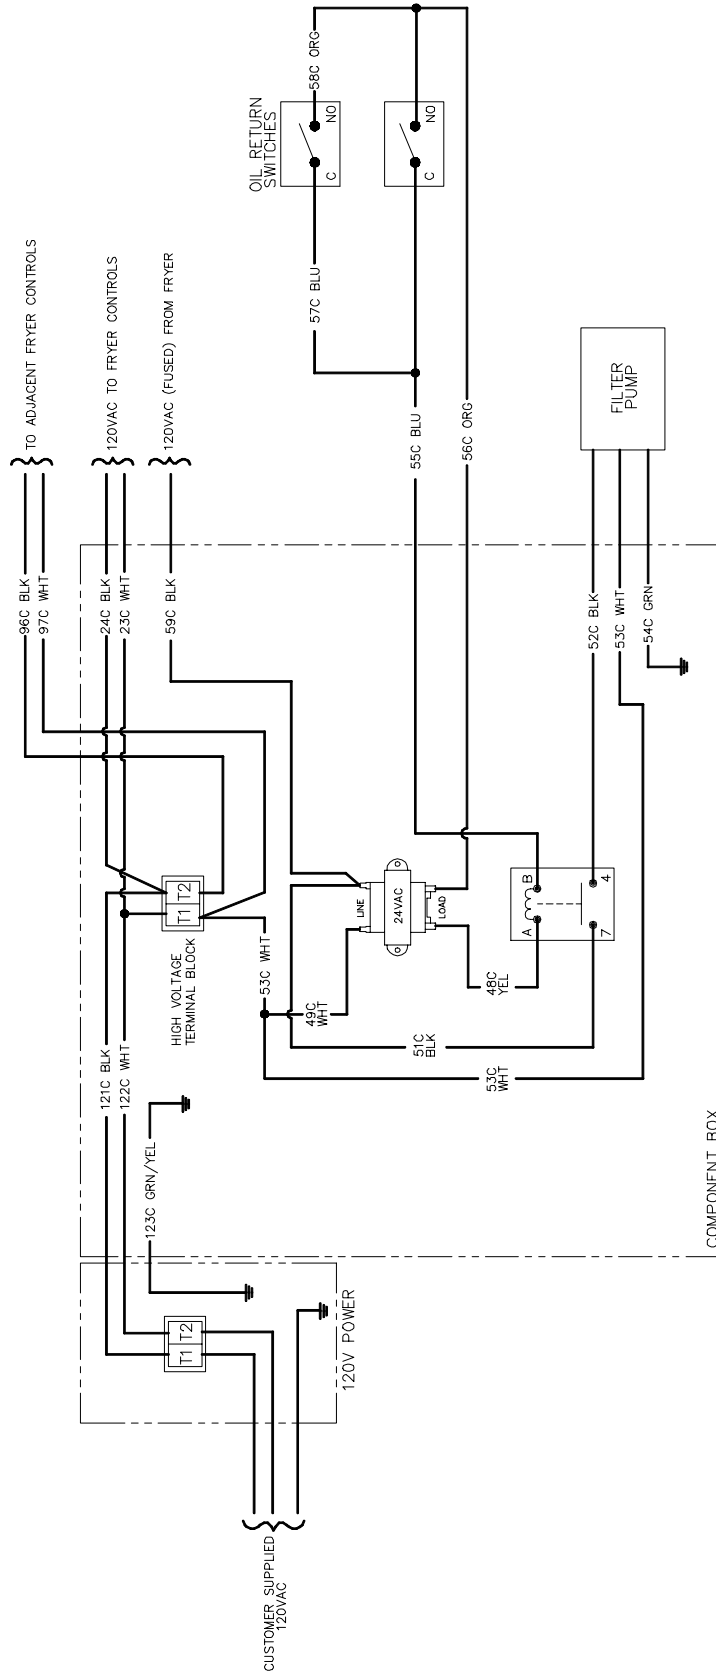 TO ADJACENT FRYER CONTROLS
120VAC TO FRYER CONTROLS
120VAC (FUSED) FROM FRYER
OIL RETURN
SWITCHES
58C ORG
NO
C
NO
C
57C BLU
55C BLU
56C ORG
FILTER
PUMP
96C BLK
97C WHT
24C BLK
23C WHT
59C BLK
52C BLK
53C WHT
54C GRN
T1
T2
HIGH VOLTAGE
TERMINAL BLOCK
53C WHT
LINE
24VAC
LOAD
49C
WHT
48C
YEL
A
B
7
4
51C
BLK
53C
WHT
121C BLK
122C WHT
123C GRN/YEL
COMPONENT BOX
T1
T2
120V POWER
CUSTOMER SUPPLIED
120VAC